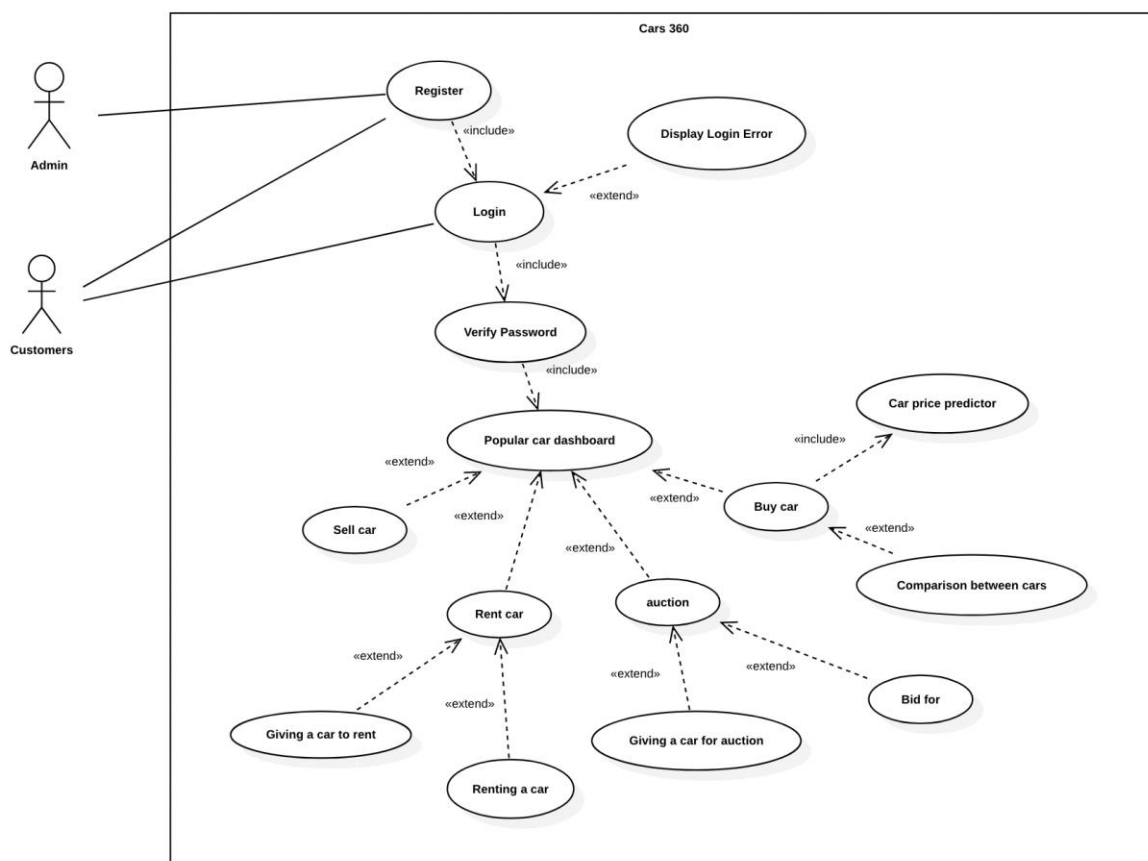 Cars 360
Register
«include»
Display Login Error
Admin
«extend»
Login
«include»
Verify Password
Customers
«include»
Car price predictor
Popular car dashboard
«include»
«extend»
«extend»
Buy car
«extend»
Sell car
«extend»
«extend»
Comparison between cars
Rent car
auction
«extend»
«extend»
«extend»
Bid for
«extend»
Giving a car to rent
Giving a car for auction
Renting a car